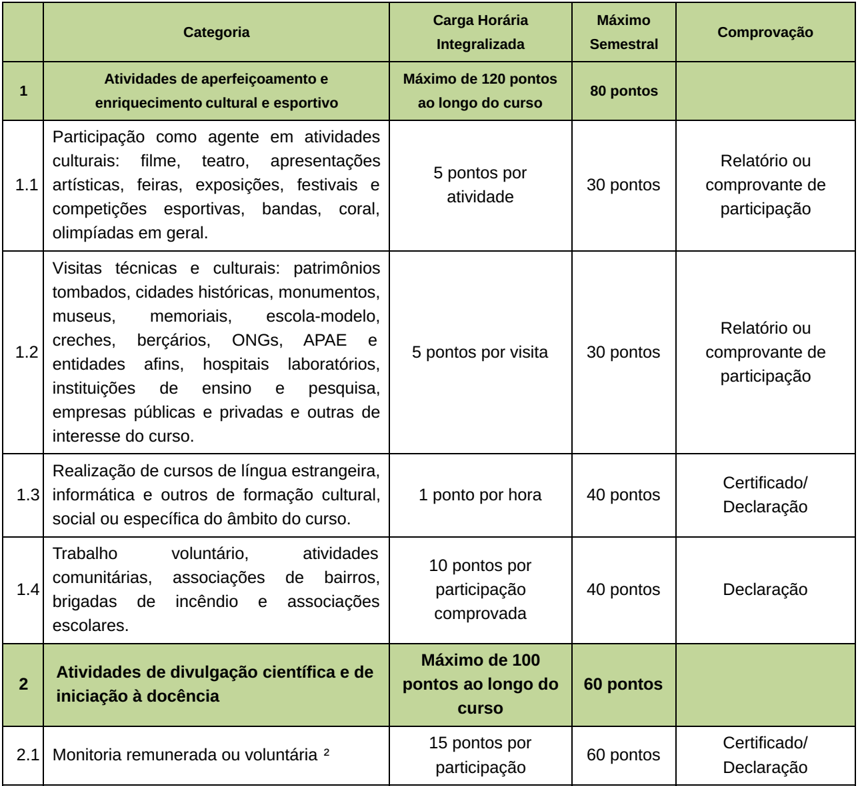 Categoria
Carga Horária
Integralizada
Máximo
Semestral
Comprovação
1
Atividades de aperfeiçoamento e
enriquecimento cultural e esportivo
Máximo de 120 pontos
ao longo do curso
80 pontos
1.1
Participação como agente em atividades
culturais: filme, teatro, apresentações
artísticas, feiras, exposições, festivais e
competições esportivas, bandas, coral,
olimpíadas em geral.
5 pontos por
atividade
30 pontos
Relatório ou
comprovante de
participação
1.2
Visitas técnicas e culturais: patrimônios
tombados, cidades históricas, monumentos,
museus, memoriais, escola-modelo,
creches, berçários, ONGs, APAE e
entidades afins, hospitais laboratórios,
instituições de ensino e pesquisa,
empresas públicas e privadas e outras de
interesse do curso.
5 pontos por visita
30 pontos
Relatório ou
comprovante de
participação
1.3
Realização de cursos de língua estrangeira,
informática e outros de formação cultural,
social ou específica do âmbito do curso.
1 ponto por hora
40 pontos
Certificado/
Declaração
1.4
Trabalho voluntário, atividades
comunitárias, associações de bairros,
brigadas de incêndio e associações
escolares.
10 pontos por
participação
comprovada
40 pontos
Declaração
2
Atividades de divulgação científica e de
iniciação à docência
Máximo de 100
pontos ao longo do
curso
60 pontos
2.1
Monitoria remunerada ou voluntária ²
15 pontos por
participação
60 pontos
Certificado/
Declaração